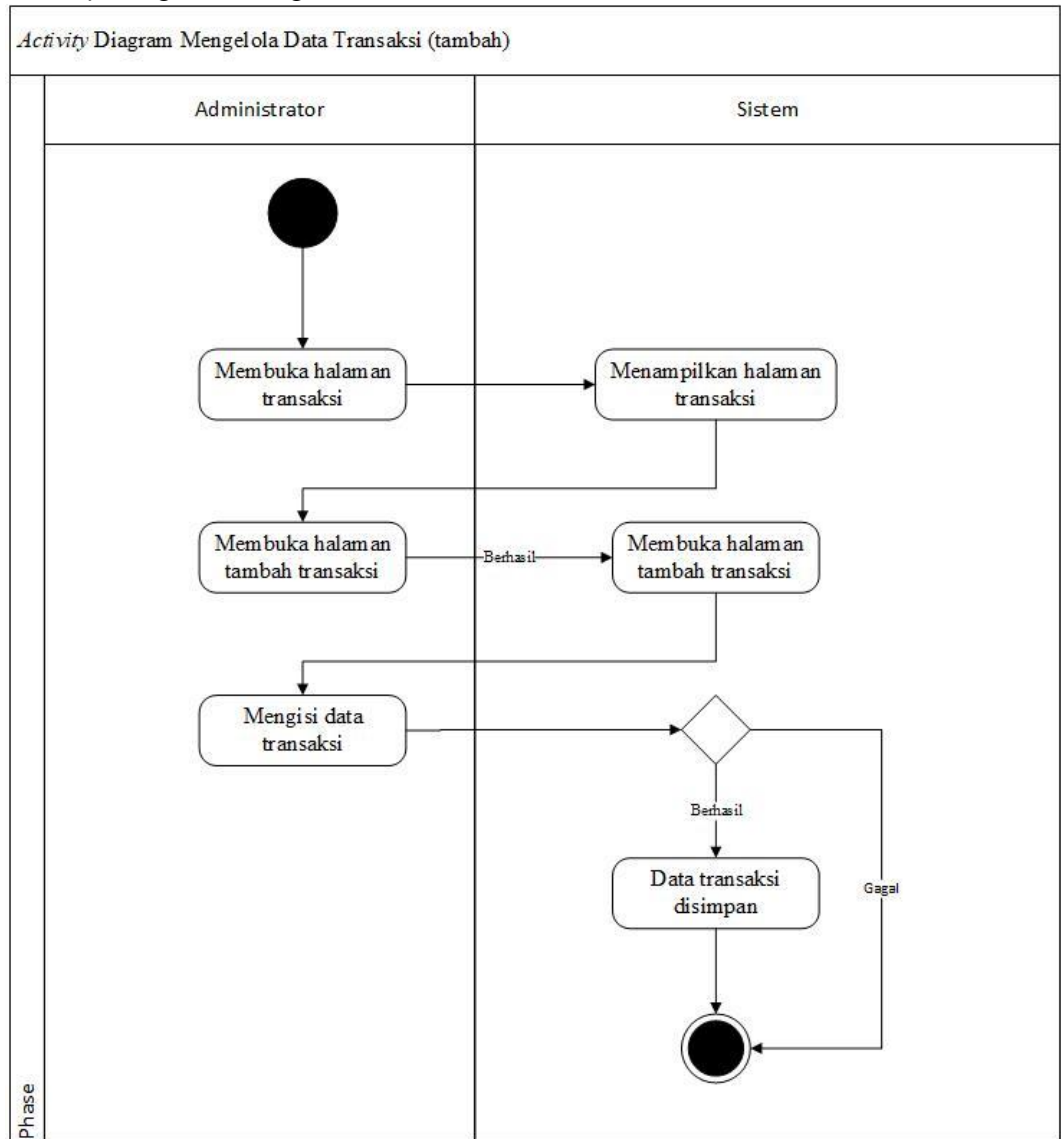 Activity Diagram Mengelola Data Transaksi (tambah)
Administrator
Sistem
Membuka halaman
transaksi
Menampilkan halaman
transaksi
Membuka halaman
tambah transaksi
Berhasil
Membuka halaman
tambah transaksi
Mengisi data
transaksi
Berhasil
Data transaksi
disimpan
Gagal
Phase